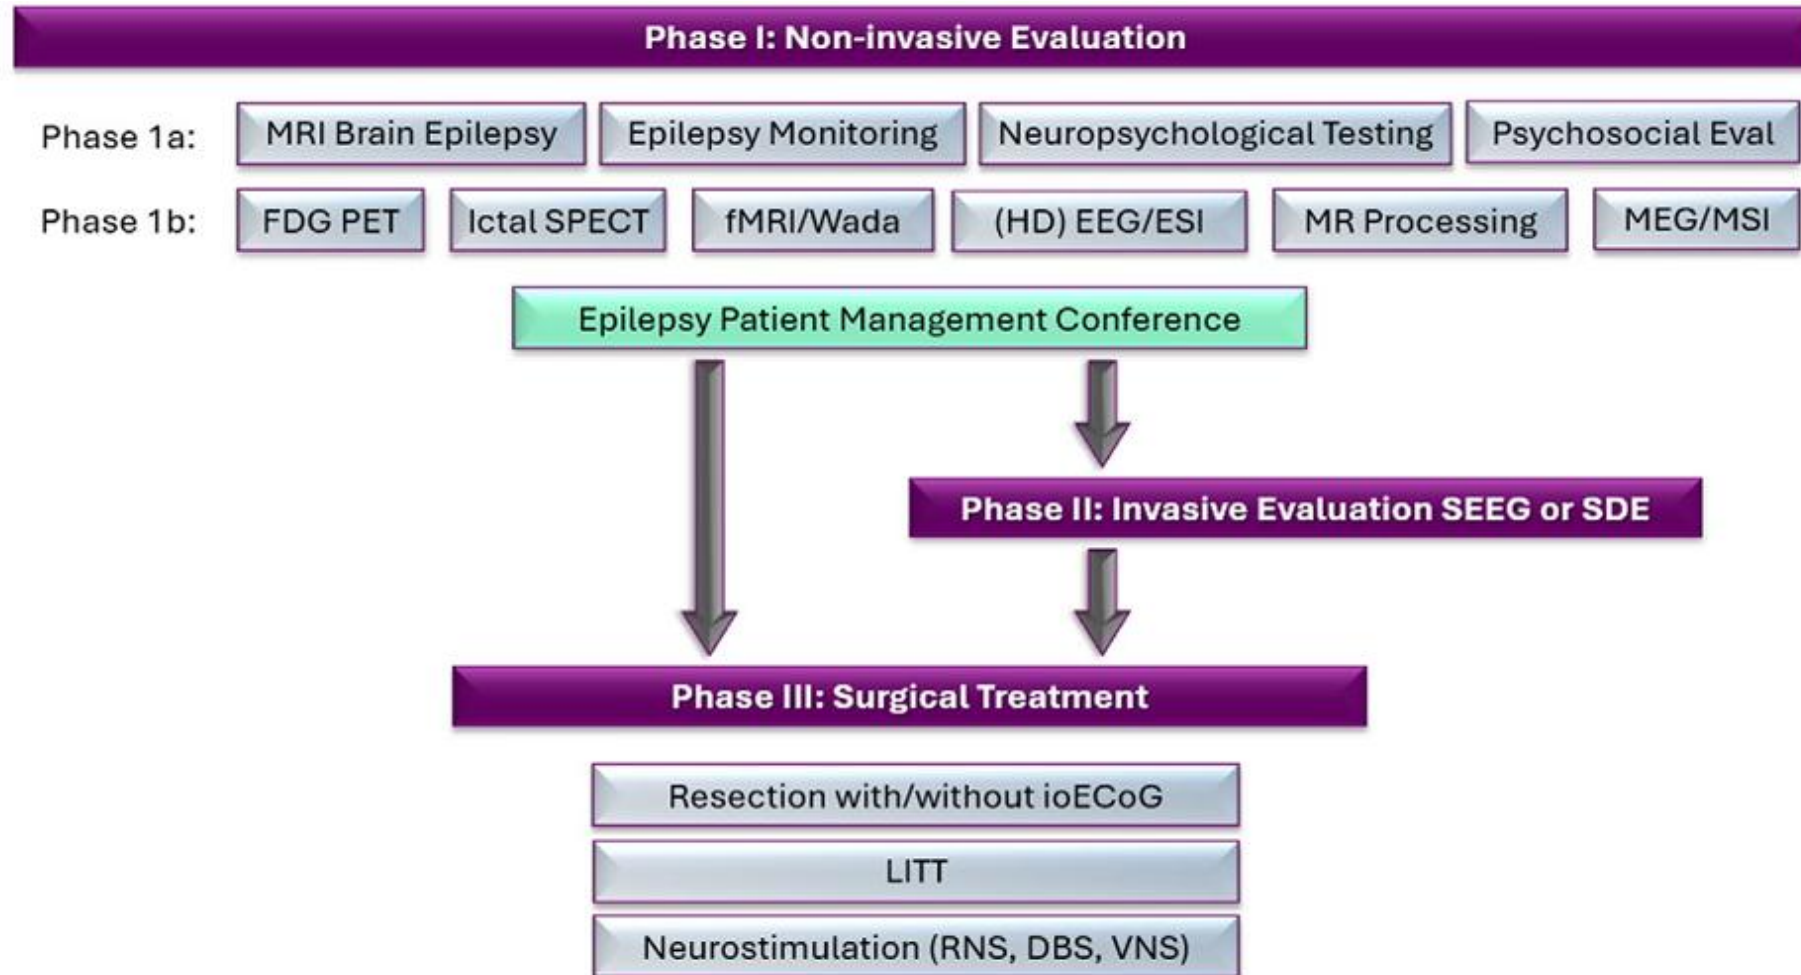 Phase I: Non-invasive Evaluation
Phase 1a: MRI Brain Epilepsy Epilepsy Monitoring Neuropsychological Testing Psychosocial Eval
Phase 1b: FDG PET Ictal SPECT fMRI/Wada (HD) EEG/ESI MR Processing MEG/MSI
Epilepsy Patient Management Conference
Phase II: Invasive Evaluation SEEG or SDE
Phase III: Surgical Treatment
Resection with/without ioECoG
LITT
Neurostimulation (RNS, DBS, VNS)